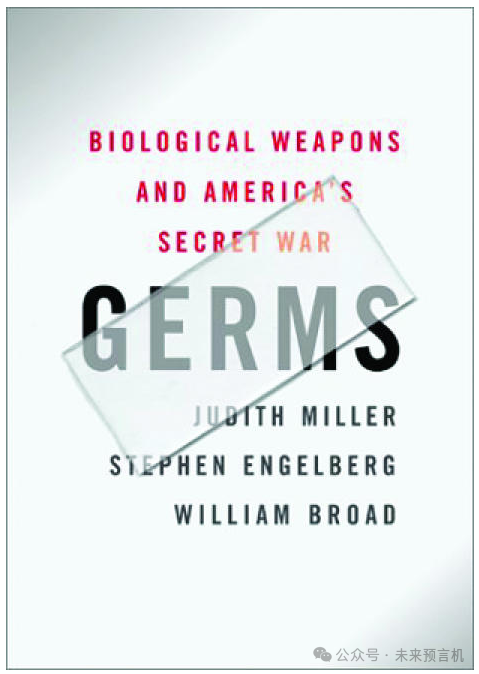 BIOLOGICAL WEAPONS
AND AMERICA'S
SECRET WAR
GERMS
JUDITH MILLER
STEPHEN ENGELBERG
WILLIAM BROAD
公众号 · 未来预言机